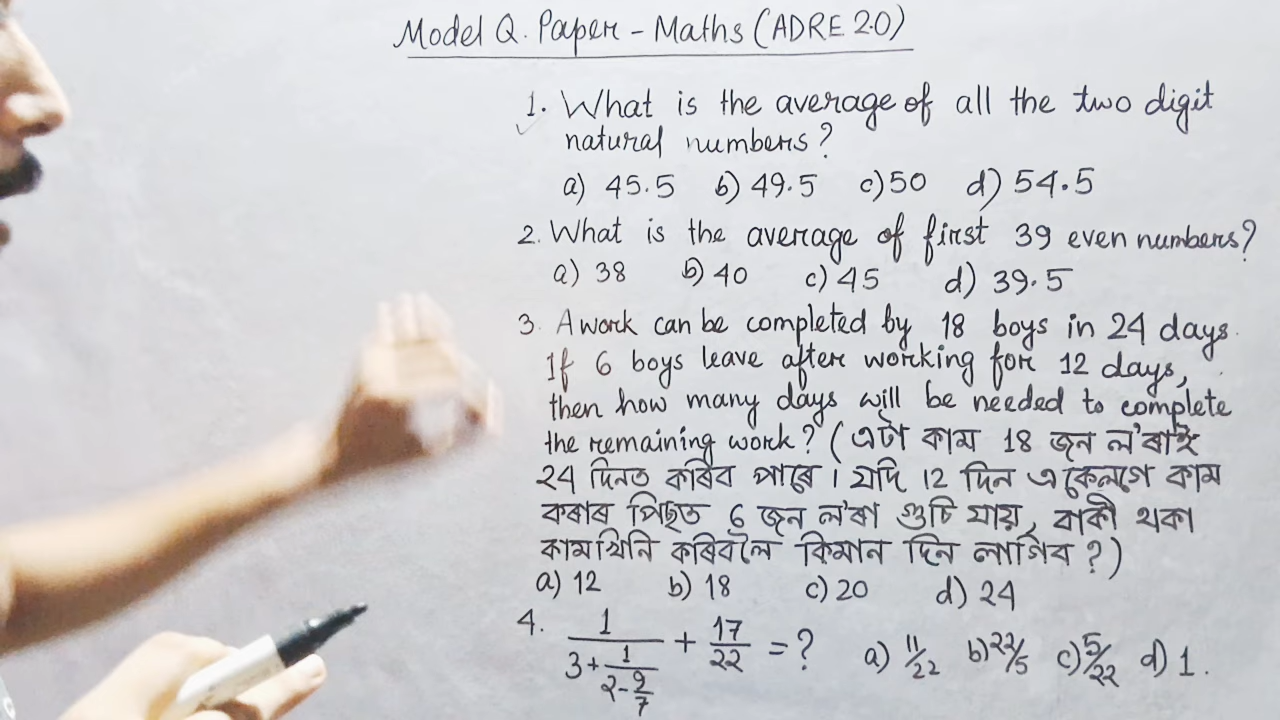 Model Q. Paper - Maths (ADRE 2.0)
1. What is the average of all the two digit
natural numbers?
a) 45.5 b) 49.5 c) 50 d) 54.5
2. What is the average of first 39 even numbers?
a) 38 b) 40 c) 45 d) 39.5
3. A work can be completed by 18 boys in 24 days.
If 6 boys leave after working for 12 days,
then how many days will be needed to complete
the remaining work? (এটা কাম 18 জন ল'ৰাই
24 দিনত কৰিব পাৰে। যদি 12 দিন একেলগে কাম
কৰাৰ পিছত 6 জন ল'ৰা গুচি যায়, বাকী থকা
কামখিনি কৰিবলৈ কিমান দিন লাগিব?)
a) 12 b) 18 c) 20 d) 24
4. 1/(3+1/(2-9/7)) + 17/22 = ? a) 11/22 b) 22/5 c) 5/22 d) 1.